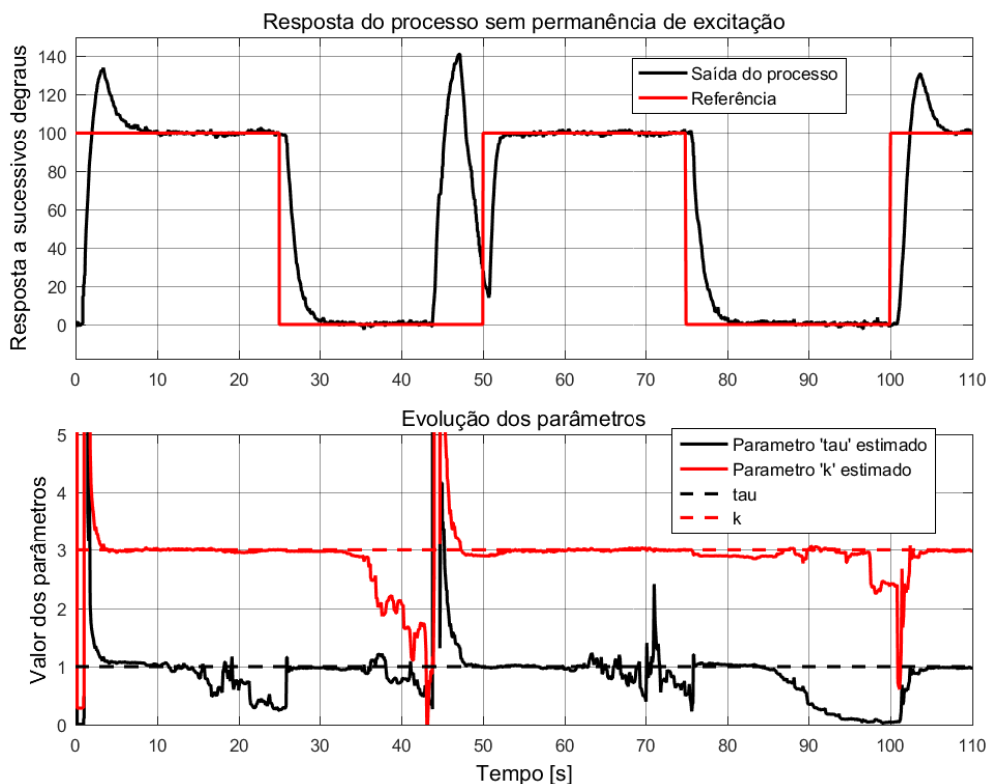 Resposta do processo sem permanência de excitação
Resposta a sucessivos degraus
140
120
100
80
60
40
20
0
Saída do processo
Referência
0 10 20 30 40 50 60 70 80 90 100 110
Evolução dos parâmetros
Valor dos parâmetros
5
4
3
2
1
0
Parametro 'tau' estimado
Parametro 'k' estimado
tau
k
0 10 20 30 40 50 60 70 80 90 100 110
Tempo [s]